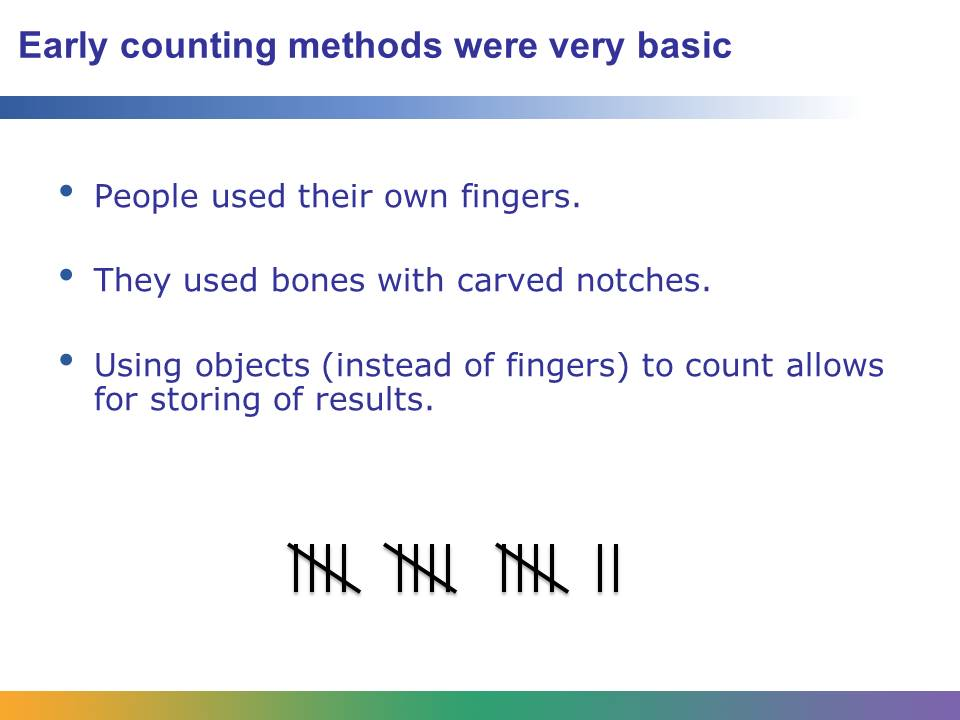 Early counting methods were very basic
• People used their own fingers.
• They used bones with carved notches.
• Using objects (instead of fingers) to count allows
for storing of results.